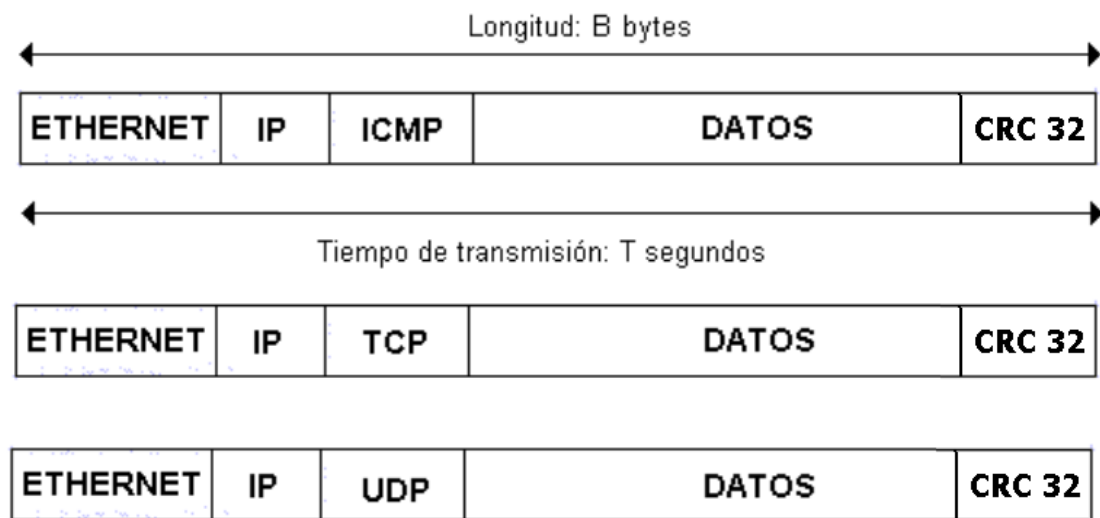 Longitud: B bytes
ETHERNET IP ICMP DATOS CRC 32
Tiempo de transmisión: T segundos
ETHERNET IP TCP DATOS CRC 32
ETHERNET IP UDP DATOS CRC 32